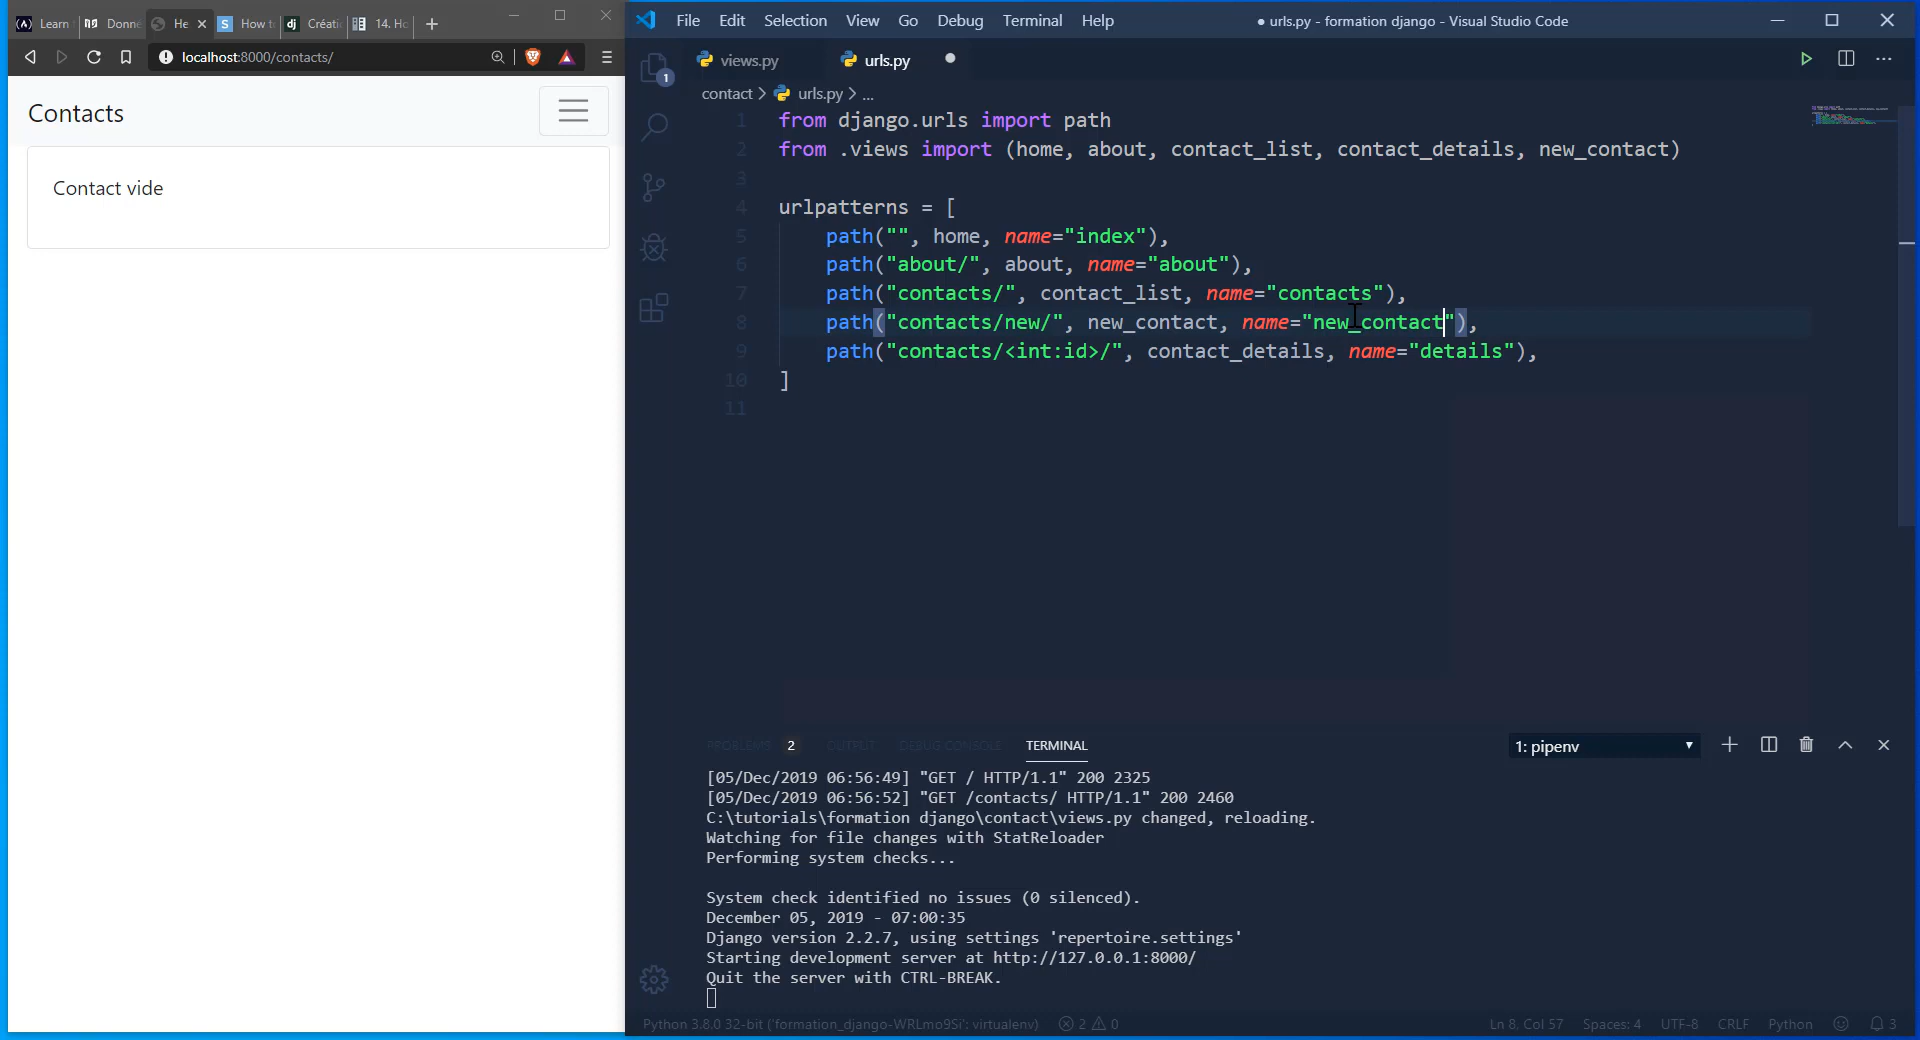 Learn
Donné
He
How to
Créati
14. Ho
localhost:8000/contacts/
Contacts
Contact vide
File Edit Selection View Go Debug Terminal Help
● urls.py - formation django - Visual Studio Code
1
views.py
urls.py
contact > urls.py > ...
1 from django.urls import path
2 from .views import (home, about, contact_list, contact_details, new_contact)
3
4 urlpatterns = [
5 path("", home, name="index"),
6 path("about/", about, name="about"),
7 path("contacts/", contact_list, name="contacts"),
8 path("contacts/new/", new_contact, name="new_contact"),
9 path("contacts/<int:id>/", contact_details, name="details"),
10 ]
11
PROBLEMS 2 OUTPUT DEBUG CONSOLE TERMINAL
1: pipenv
[05/Dec/2019 06:56:49] "GET / HTTP/1.1" 200 2325
[05/Dec/2019 06:56:52] "GET /contacts/ HTTP/1.1" 200 2460
C:\tutorials\formation django\contact\views.py changed, reloading.
Watching for file changes with StatReloader
Performing system checks...
System check identified no issues (0 silenced).
December 05, 2019 - 07:00:35
Django version 2.2.7, using settings 'repertoire.settings'
Starting development server at http://127.0.0.1:8000/
Quit the server with CTRL-BREAK.
Python 3.8.0 32-bit ('formation_django-WRLmo9Si': virtualenv) 2 0
Ln 8, Col 57 Spaces: 4 UTF-8 CRLF Python 3